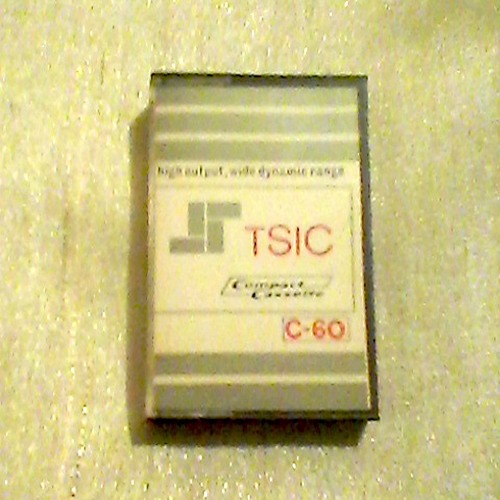 high output, wide dynamic range
TSIC
Compact
Cassette
C-60